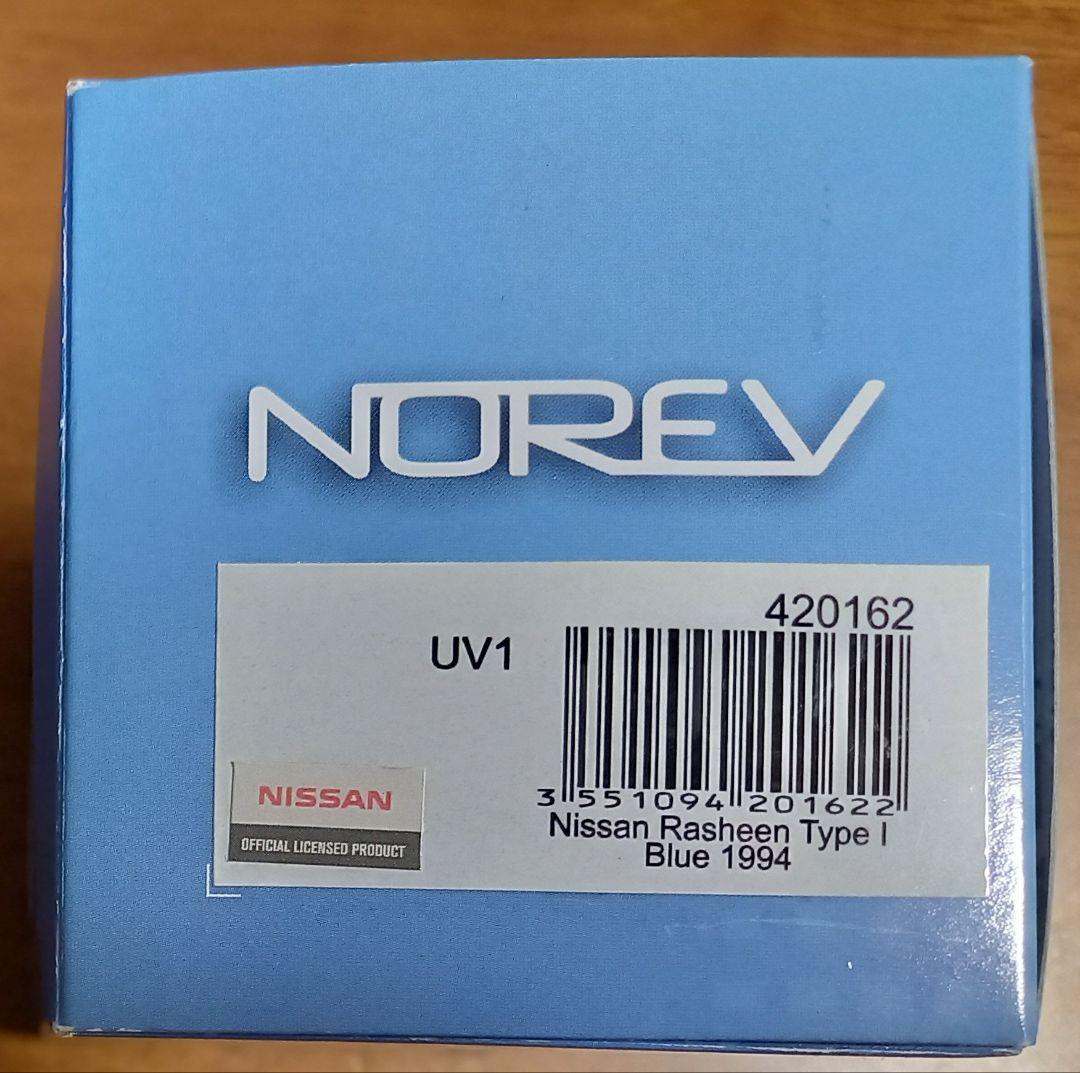 NOREV
420162
UV1
3 551094 201622
NISSAN
OFFICIAL LICENSED PRODUCT
Nissan Rasheen Type I
Blue 1994